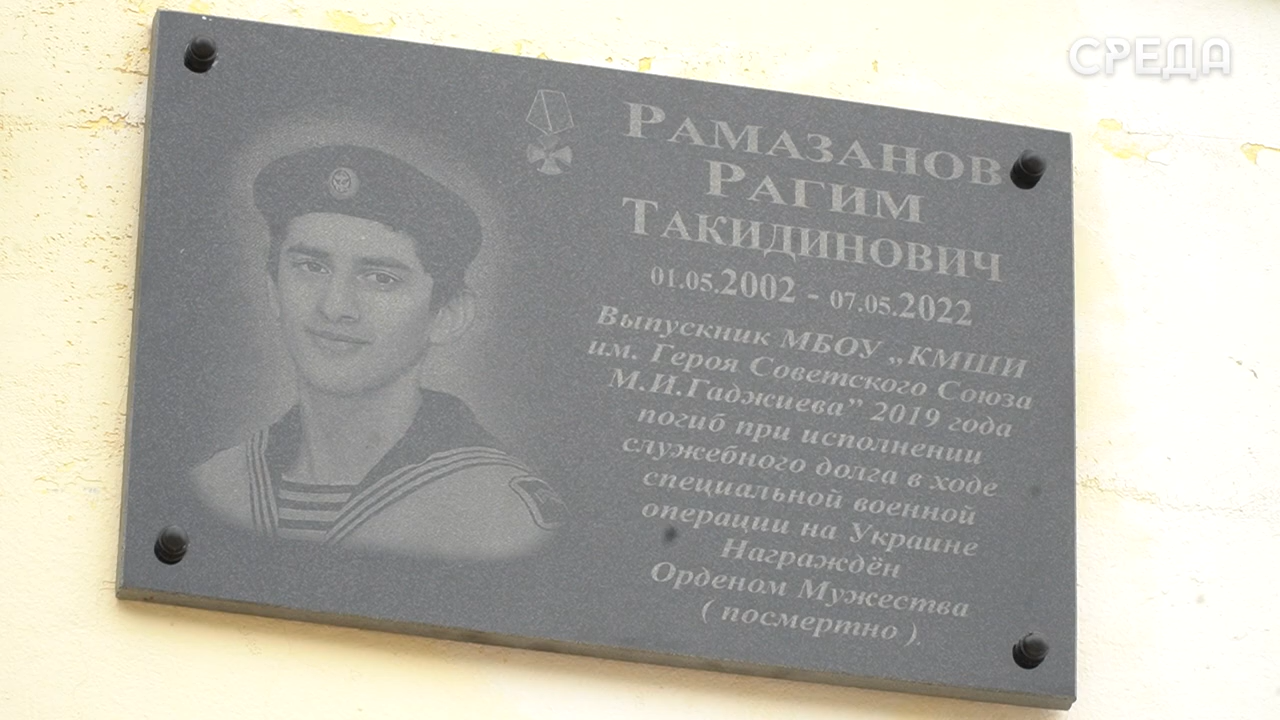 СРЕДА
РАМАЗАНОВ
РАГИМ
ТАКИДИНОВИЧ
01.05.2002 - 07.05.2022
Выпускник МБОУ „КМШИ
им. Героя Советского Союза
М.И.Гаджиева” 2019 года
погиб при исполнении
служебного долга в ходе
специальной военной
операции на Украине
Награждён
Орденом Мужества
( посмертно )